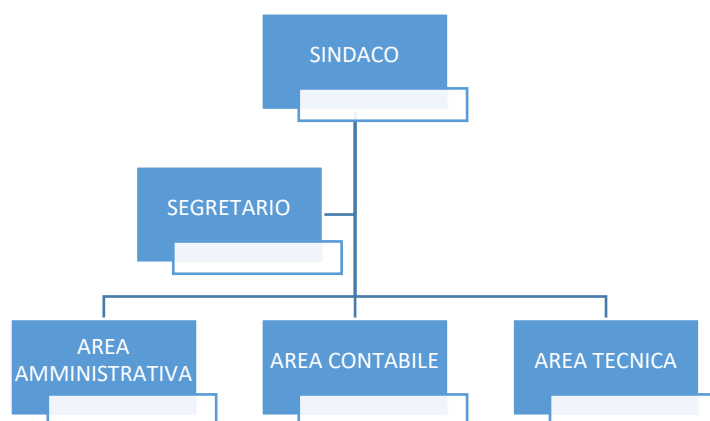 SINDACO
SEGRETARIO
AREA
AMMINISTRATIVA
AREA CONTABILE
AREA TECNICA